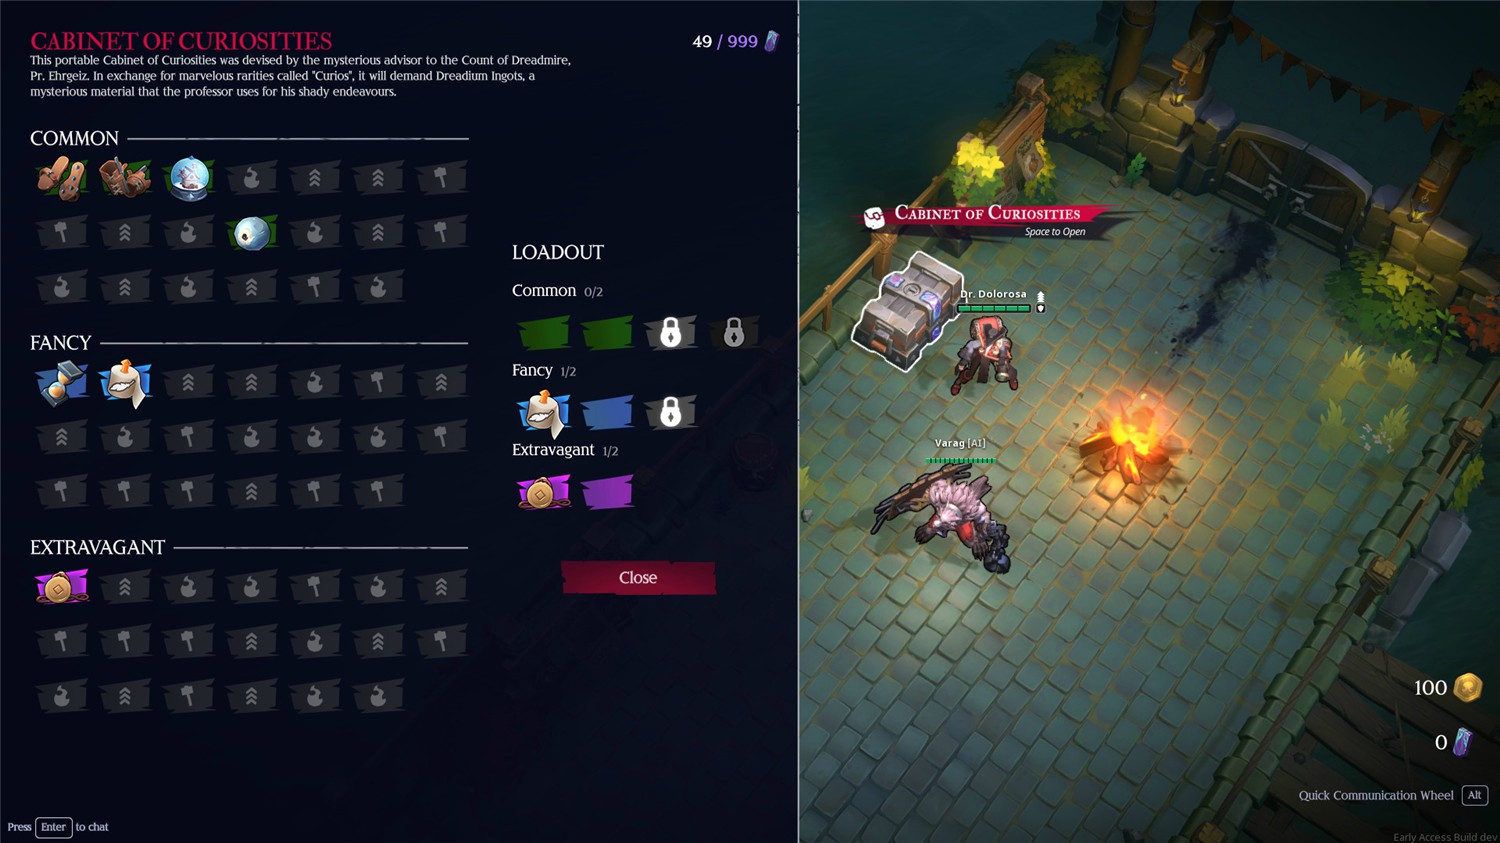 CABINET OF CURIOSITIES
This portable Cabinet of Curiosities was devised by the mysterious advisor to the Count of Dreadmire,
Pr. Ehrgeiz. In exchange for marvelous rarities called "Curios", it will demand Dreadium Ingots, a
mysterious material that the professor uses for his shady endeavours.
49 / 999
COMMON
FANCY
EXTRAVAGANT
LOADOUT
Common 0/2
Fancy 1/2
Extravagant 1/2
Close
Press Enter to chat
CABINET OF CURIOSITIES
Space to Open
Dr. Dolorosa
Varag [AI]
100
0
Quick Communication Wheel Alt
Early Access Build dev